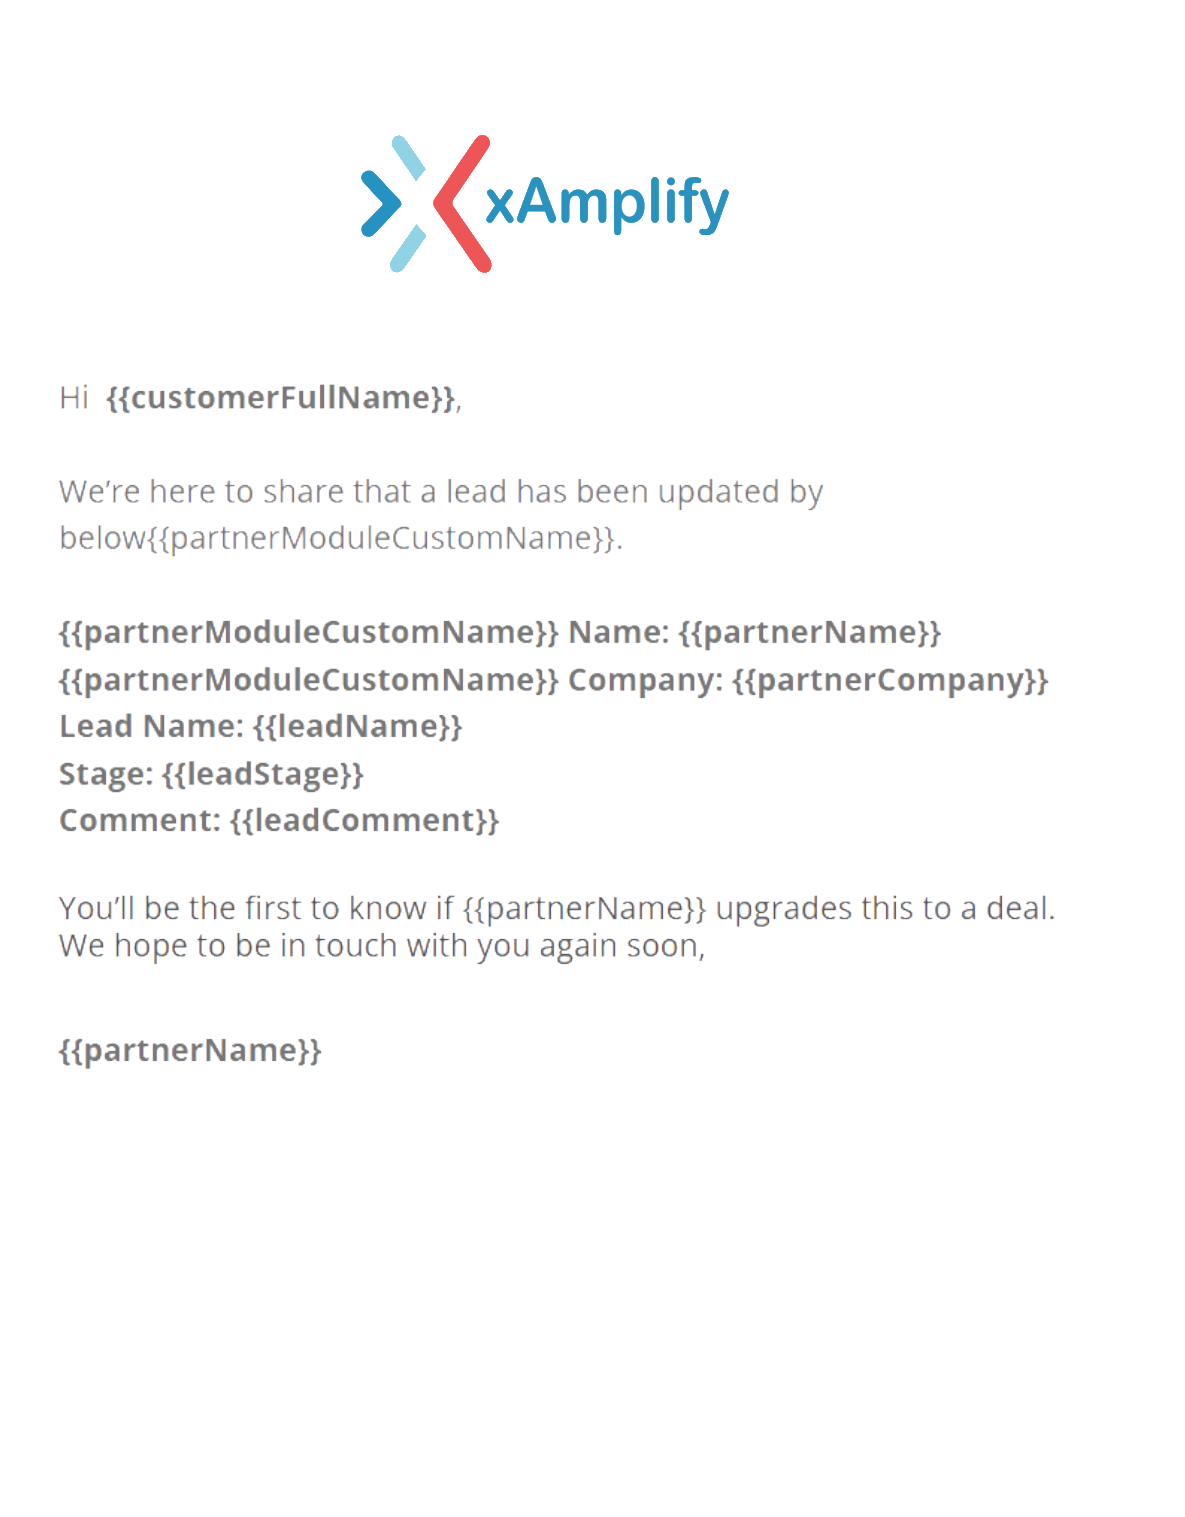 xAmplify
Hi {{customerFullName}},
We’re here to share that a lead has been updated by
below{{partnerModuleCustomName}}.
{{partnerModuleCustomName}} Name: {{partnerName}}
{{partnerModuleCustomName}} Company: {{partnerCompany}}
Lead Name: {{leadName}}
Stage: {{leadStage}}
Comment: {{leadComment}}
You’ll be the first to know if {{partnerName}} upgrades this to a deal.
We hope to be in touch with you again soon,
{{partnerName}}